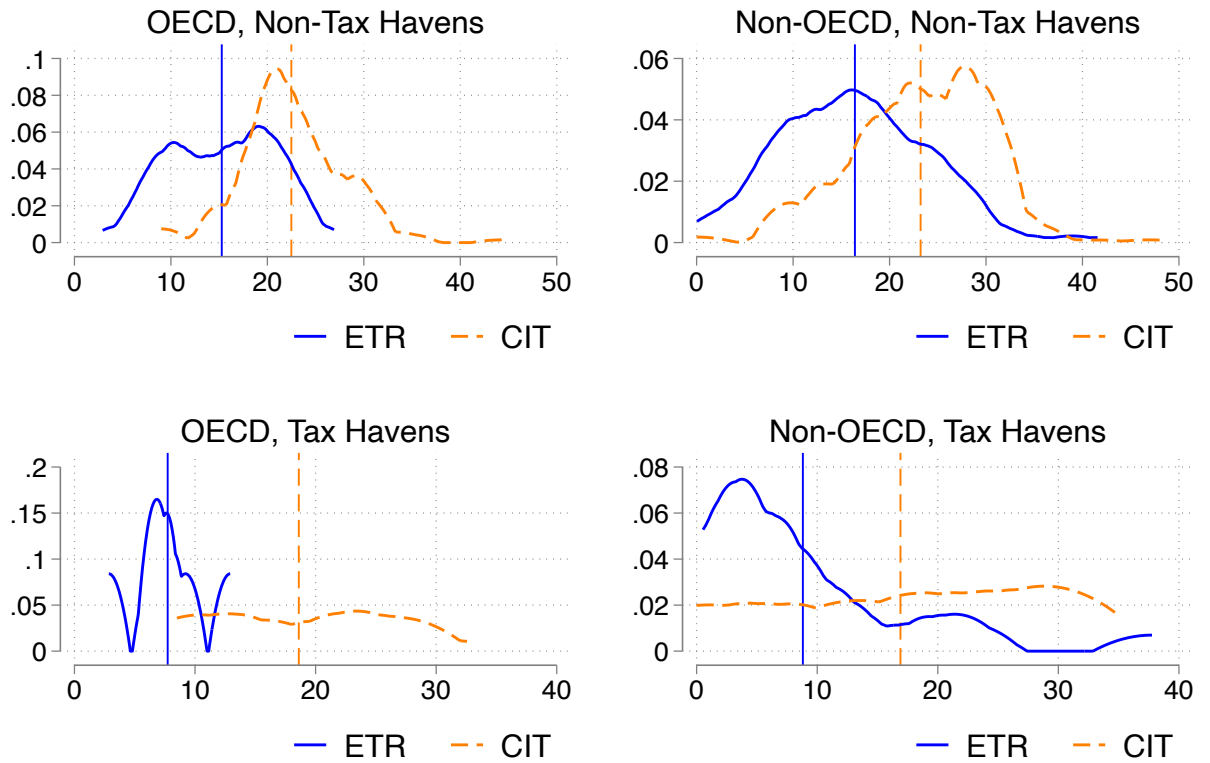 OECD, Non-Tax Havens
.1
.08
.06
.04
.02
0
0 10 20 30 40 50
ETR CIT
Non-OECD, Non-Tax Havens
.06
.04
.02
0
0 10 20 30 40 50
ETR CIT
OECD, Tax Havens
.2
.15
.1
.05
0
0 10 20 30 40
ETR CIT
Non-OECD, Tax Havens
.08
.06
.04
.02
0
0 10 20 30 40
ETR CIT